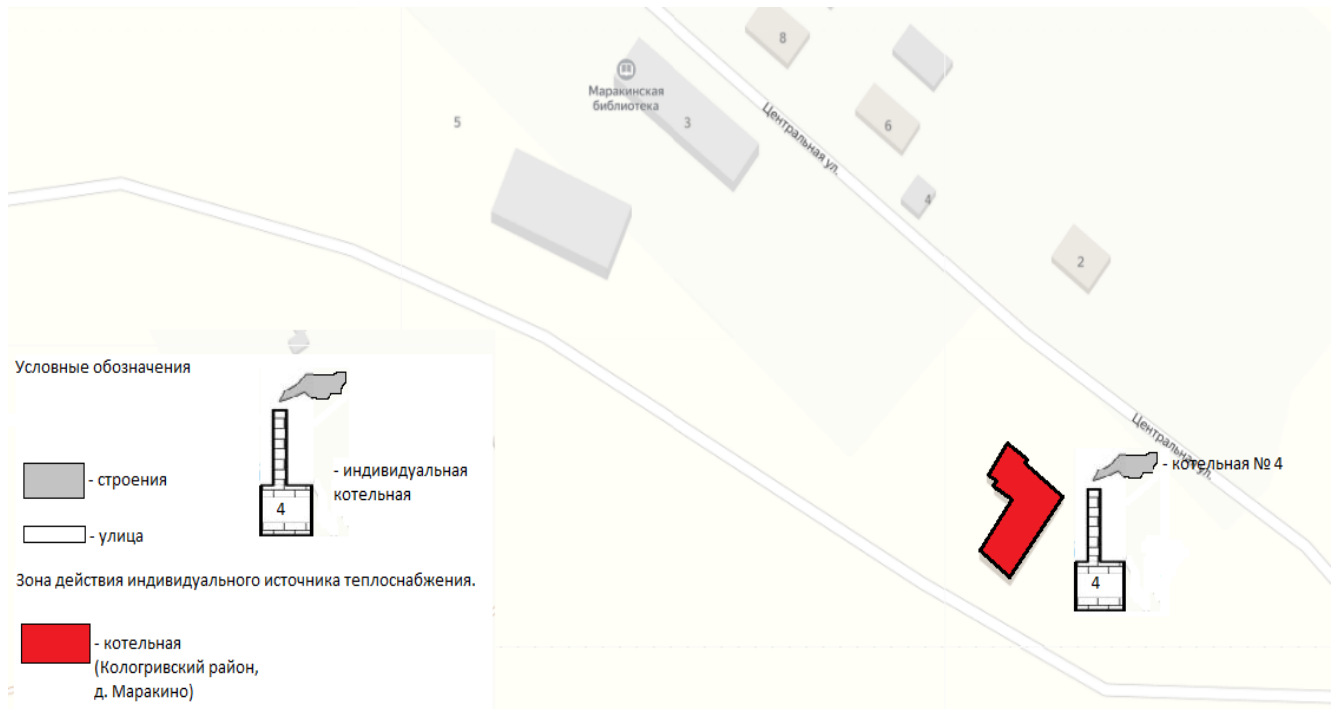 8
Маракинская
библиотека
5
3
Центральная ул.
6
4
2
Условные обозначения
- строения
- индивидуальная
котельная
4
- улица
Центральная ул.
- котельная № 4
4
Зона действия индивидуального источника теплоснабжения.
- котельная
(Кологривский район,
д. Маракино)